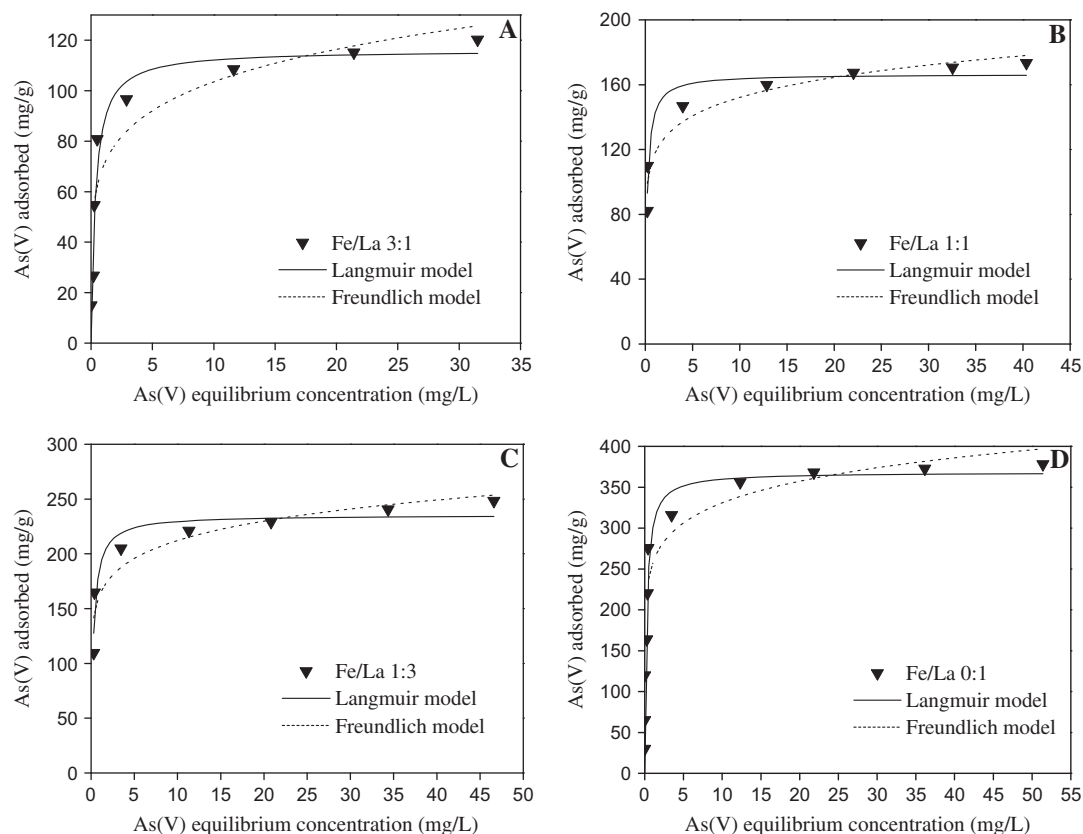 A
As(V) adsorbed (mg/g)
120
100
80
60
40
20
0
Fe/La 3:1
Langmuir model
Freundlich model
0 5 10 15 20 25 30 35
As(V) equilibrium concentration (mg/L)
B
As(V) adsorbed (mg/g)
200
160
120
80
40
0
Fe/La 1:1
Langmuir model
Freundlich model
0 5 10 15 20 25 30 35 40 45
As(V) equilibrium concentration (mg/L)
C
As(V) adsorbed (mg/g)
300
250
200
150
100
50
0
Fe/La 1:3
Langmuir model
Freundlich model
0 5 10 15 20 25 30 35 40 45 50
As(V) equilibrium concentration (mg/L)
D
As(V) adsorbed (mg/g)
400
350
300
250
200
150
100
50
0
Fe/La 0:1
Langmuir model
Freundlich model
0 5 10 15 20 25 30 35 40 45 50 55
As(V) equilibrium concentration (mg/L)